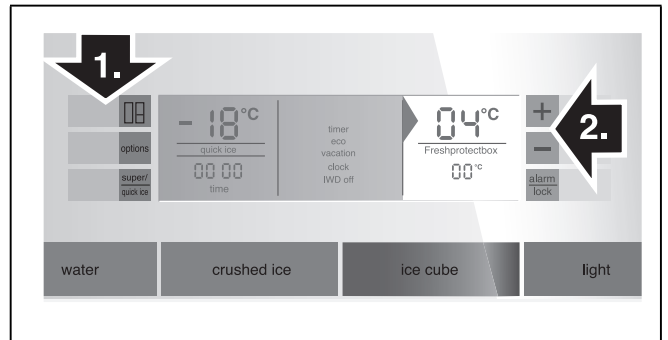 1.
- 18°C
quick ice
00 00
time
timer
eco
vacation
clock
IWD off
04°C
Freshprotectbox
00°C
options
super/
quick ice
+
-
alarm
lock
2.
water
crushed ice
ice cube
light